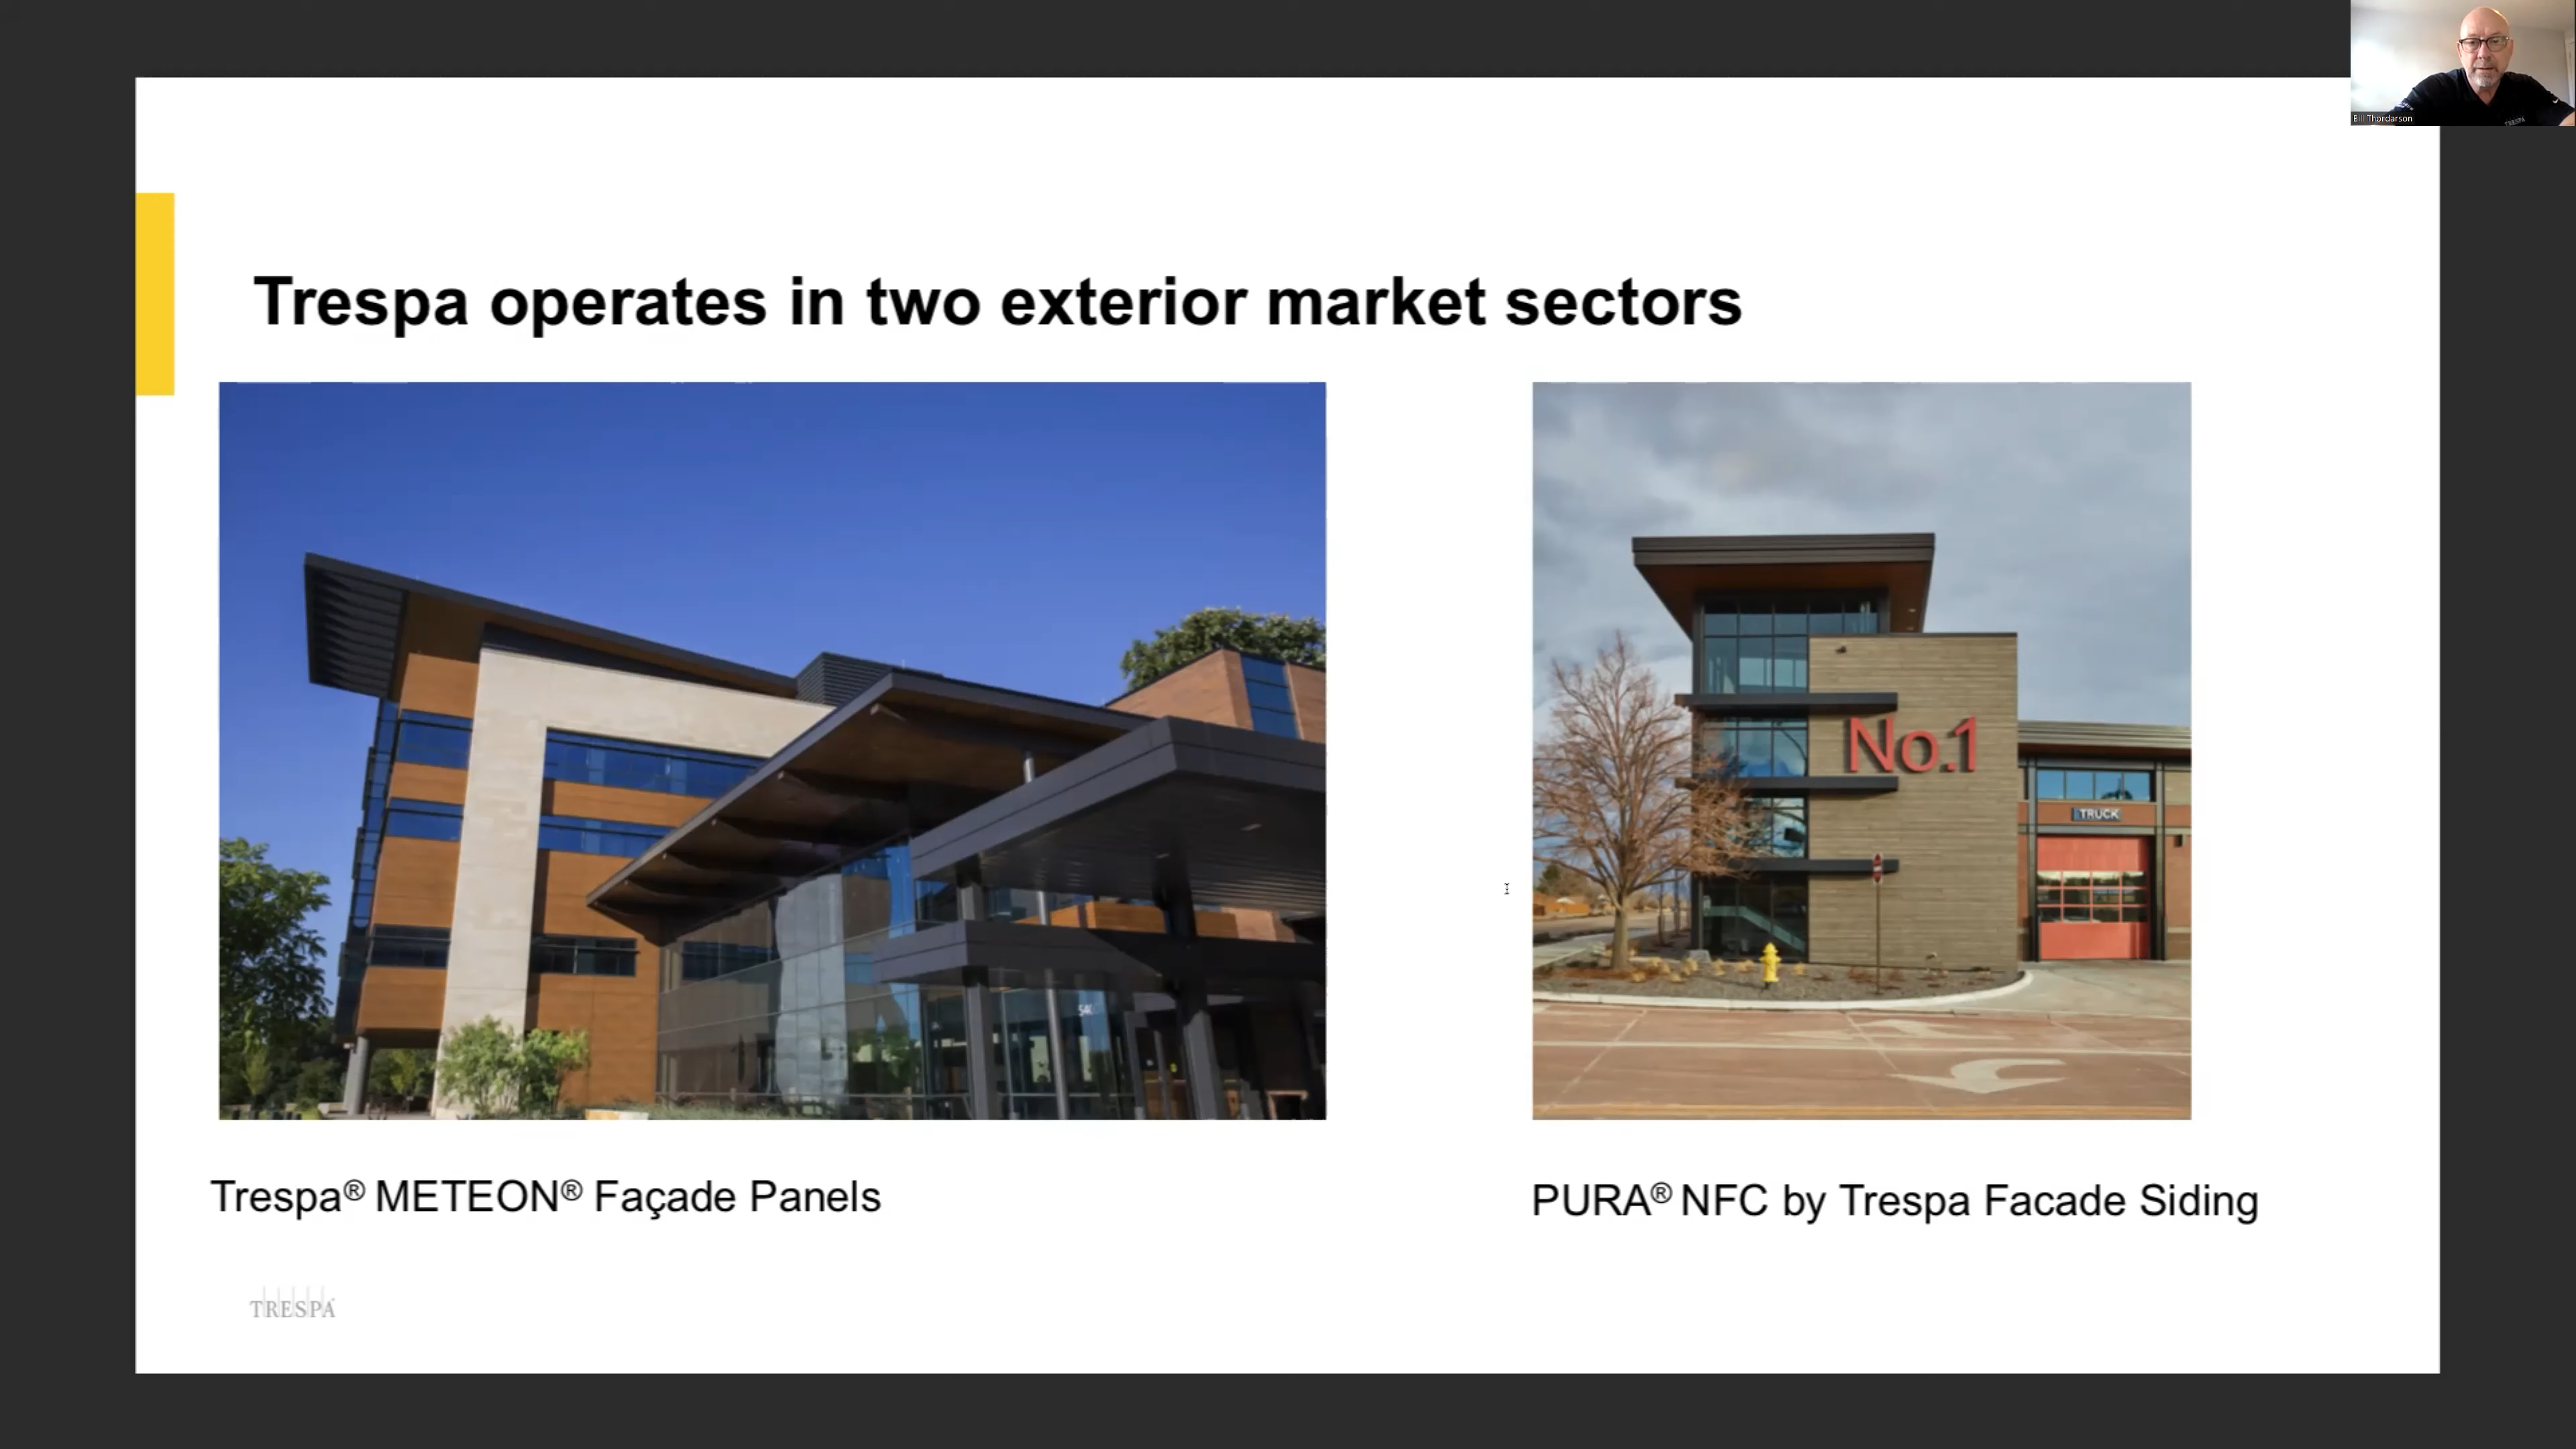 Bill Thordarson
TRESPA
Trespa operates in two exterior market sectors
No.1
TRUCK
Trespa® METEON® Façade Panels
PURA® NFC by Trespa Facade Siding
TRESPA